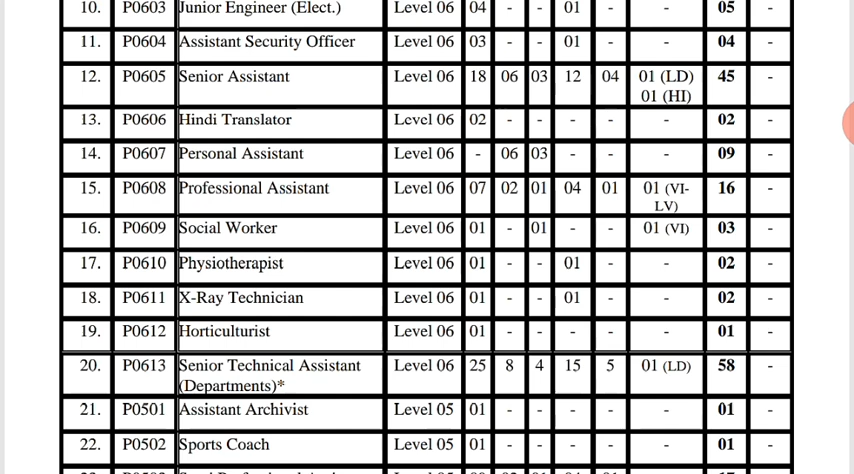 10. P0603 Junior Engineer (Elect.) Level 06 04 - - 01 - - 05 -
11. P0604 Assistant Security Officer Level 06 03 - - 01 - - 04 -
12. P0605 Senior Assistant Level 06 18 06 03 12 04 01 (LD) 45 -
01 (HI)
13. P0606 Hindi Translator Level 06 02 - - - - - 02 -
14. P0607 Personal Assistant Level 06 - 06 03 - - - 09 -
15. P0608 Professional Assistant Level 06 07 02 01 04 01 01 (VI- 16 -
LV)
16. P0609 Social Worker Level 06 01 - 01 - - 01 (VI) 03 -
17. P0610 Physiotherapist Level 06 01 - - 01 - - 02 -
18. P0611 X-Ray Technician Level 06 01 - - 01 - - 02 -
19. P0612 Horticulturist Level 06 01 - - - - - 01 -
20. P0613 Senior Technical Assistant Level 06 25 8 4 15 5 01 (LD) 58 -
(Departments)*
21. P0501 Assistant Archivist Level 05 01 - - - - - 01 -
22. P0502 Sports Coach Level 05 01 - - - - - 01 -